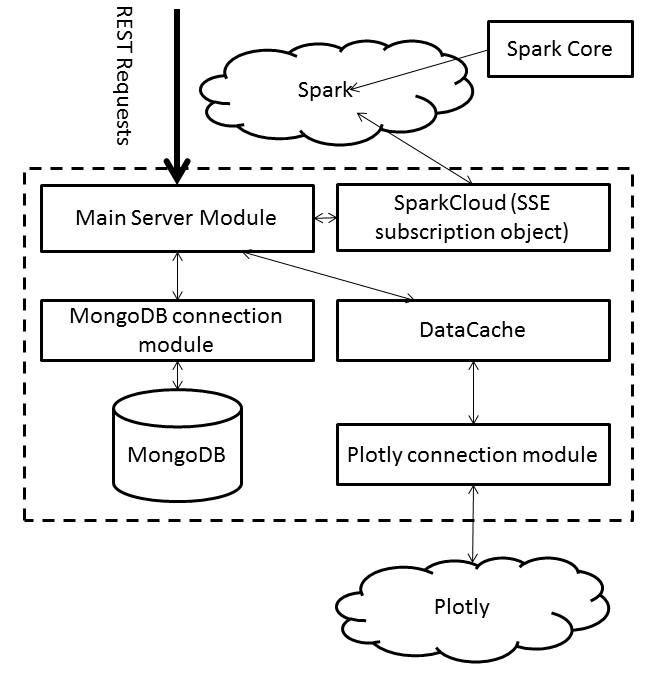 REST Requests
Spark
Spark Core
Main Server Module
SparkCloud (SSE
subscription object)
MongoDB connection
module
DataCache
MongoDB
Plotly connection module
Plotly